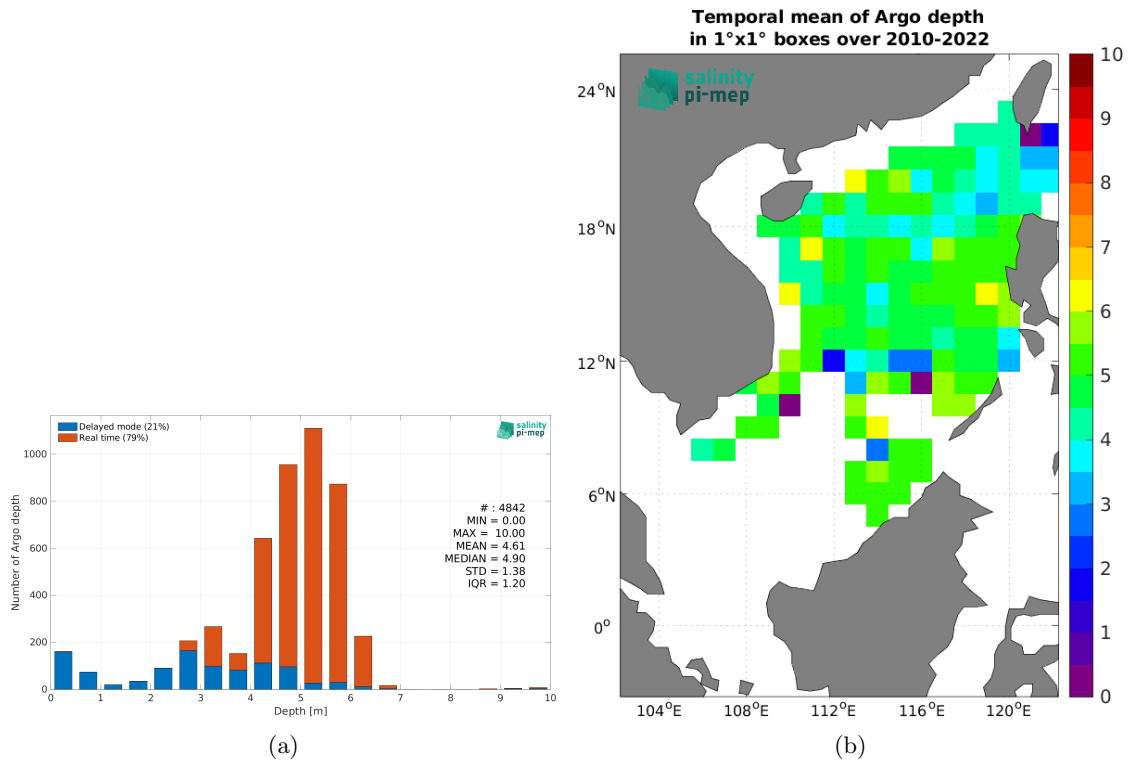 Temporal mean of Argo depth
in 1°x1° boxes over 2010-2022
salinity
pi-mep
24°N
18°N
12°N
6°N
0°
104°E
108°E
112°E
116°E
120°E
10
9
8
7
6
5
4
3
2
1
0
Delayed mode (21%)
Real time (79%)
salinity
pi-mep
# : 4842
MIN = 0.00
MAX = 10.00
MEAN = 4.61
MEDIAN = 4.90
STD = 1.38
IQR = 1.20
Number of Argo depth
1000
800
600
400
200
0
0 1 2 3 4 5 6 7 8 9 10
Depth [m]
(a)
(b)